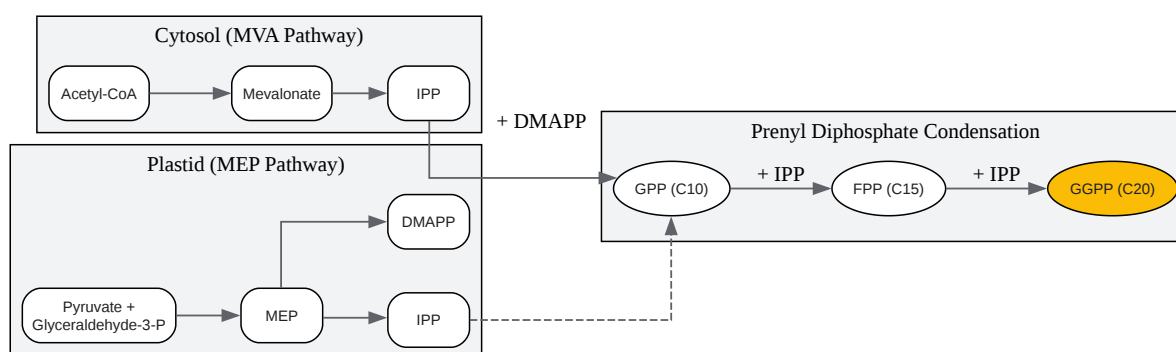 Cytosol (MVA Pathway)
Acetyl-CoA
Mevalonate
IPP
+ DMAPP
Plastid (MEP Pathway)
DMAPP
Pyruvate +
Glyceraldehyde-3-P
MEP
IPP
Prenyl Diphosphate Condensation
GPP (C10)
+ IPP
FPP (C15)
+ IPP
GGPP (C20)